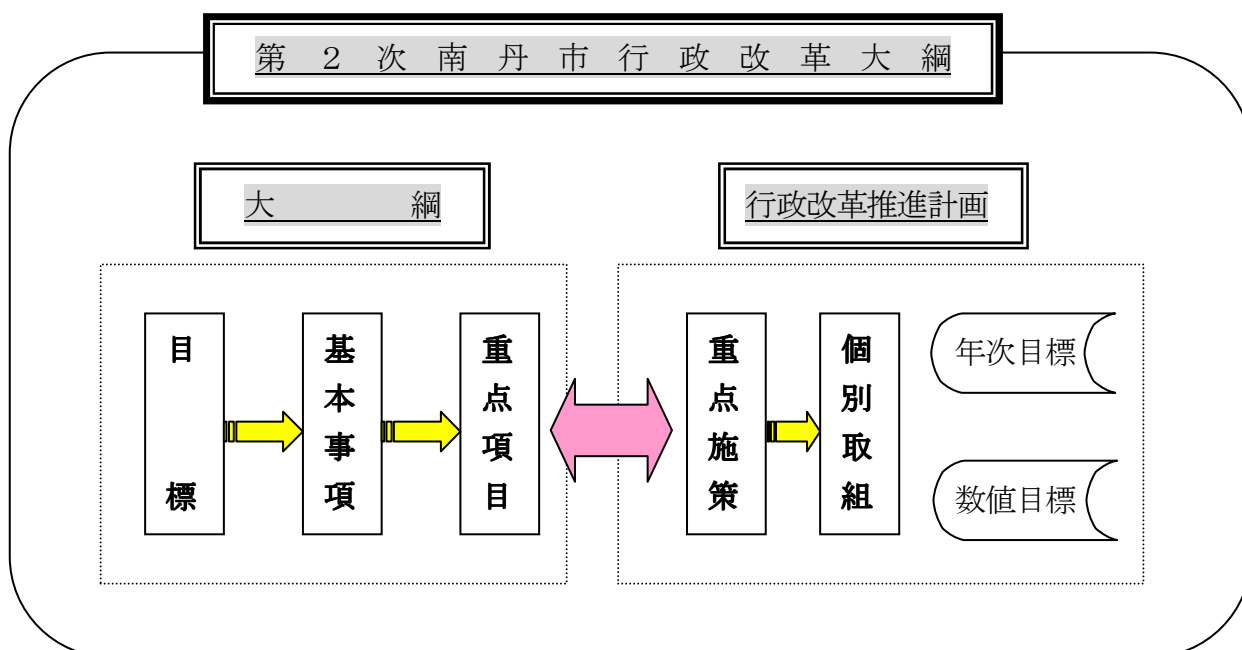 第２次南丹市行政改革大綱
大綱
行政改革推進計画
目標
基本事項
重点項目
重点施策
個別取組
年次目標
数値目標